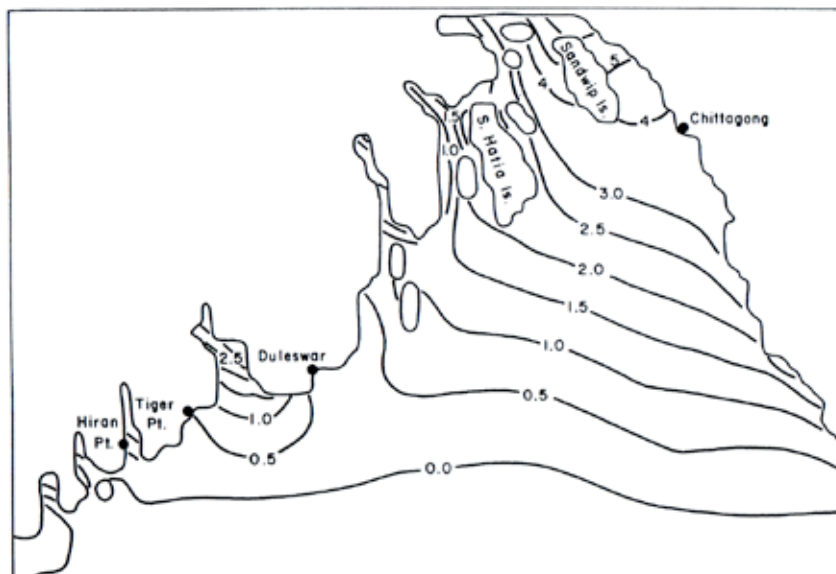 5
Sandwip Is.
4
4
Chittagong
1.5
1.0
S. Hatia Is.
3.0
2.5
2.0
1.5
1.0
2.5
Duleswar
0.5
Tiger
Pt.
Hiran
Pt.
1.0
0.5
0.0